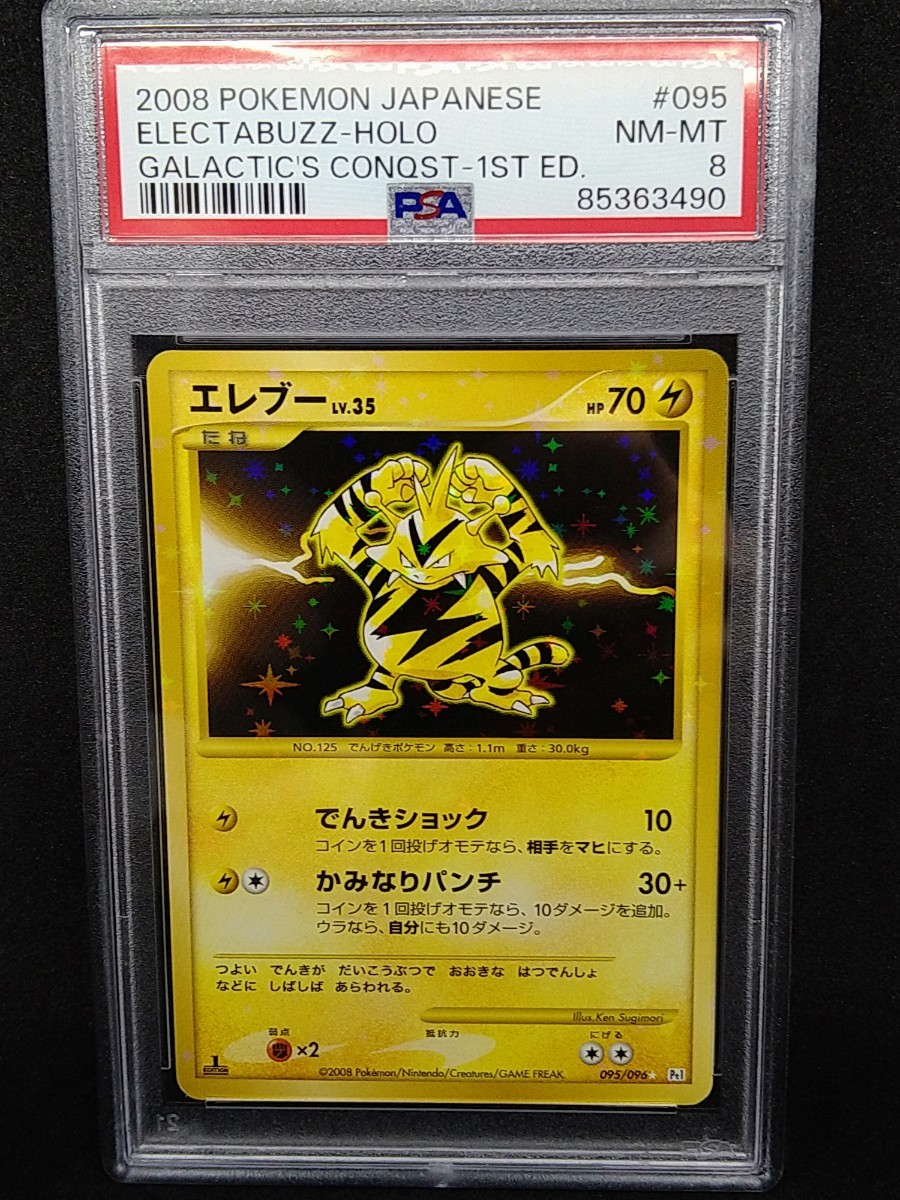 2008 POKEMON JAPANESE #095
ELECTABUZZ-HOLO NM-MT
GALACTIC'S CONQST-1ST ED. 8
PSA 85363490
エレブー LV.35 HP70
たね
NO.125 でんげきポケモン 高さ:1.1m 重さ:30.0kg
でんきショック 10
コインを1回投げオモテなら、相手をマヒにする。
かみなりパンチ 30+
コインを1回投げオモテなら、10ダメージを追加。
ウラなら、自分にも10ダメージ。
つよい でんきが だいこうぶつで おおきな はつでんしょ
などに しばしば あらわれる。
Illus.Ken Sugimori
弱点 抵抗力 にげる
×2
1 EDITION
©2008 Pokémon/Nintendo/Creatures/GAME FREAK 095/096★ Pt1
21
PSA